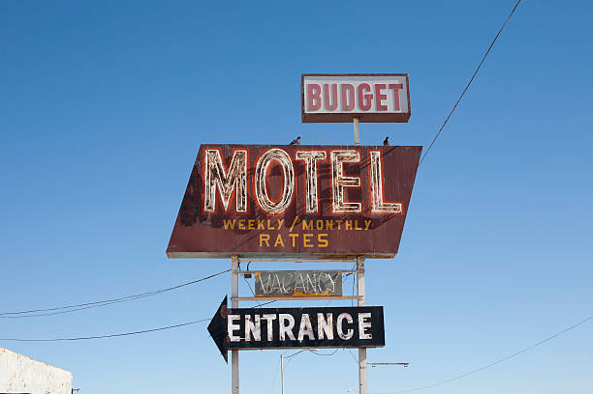 BUDGET
MOTEL
WEEKLY/MONTHLY
RATES
VACANCY
ENTRANCE